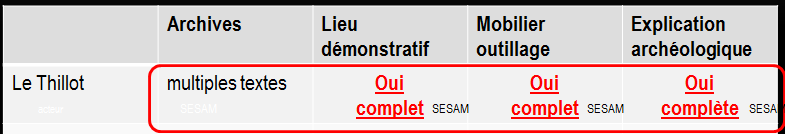 Archives Lieu démonstratif Mobilier outillage Explication archéologique
Le Thillot multiples textes Oui complet SESAM Oui complet SESAM Oui complète SESAM
acteur SESAM